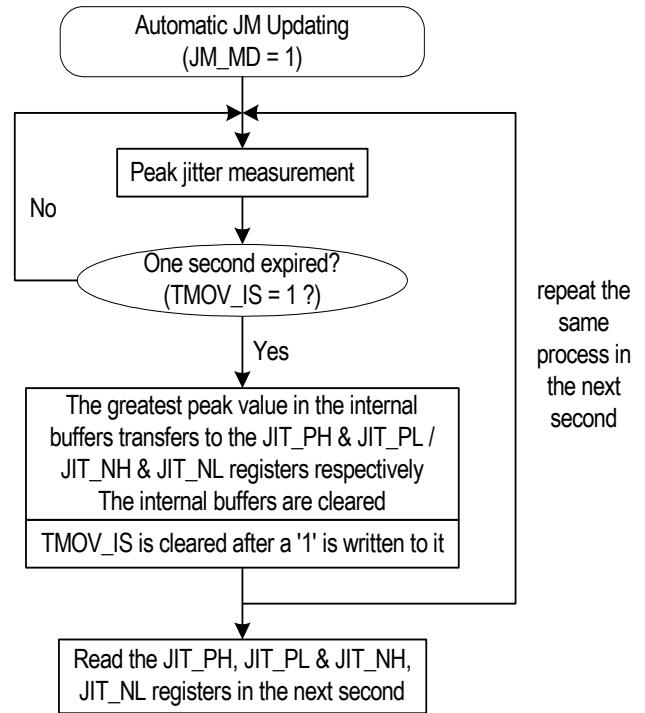 Automatic JM Updating
(JM_MD = 1)
Peak jitter measurement
No
One second expired?
(TMOV_IS = 1 ?)
repeat the
same
process in
the next
second
Yes
The greatest peak value in the internal
buffers transfers to the JIT_PH & JIT_PL /
JIT_NH & JIT_NL registers respectively
The internal buffers are cleared
TMOV_IS is cleared after a '1' is written to it
Read the JIT_PH, JIT_PL & JIT_NH,
JIT_NL registers in the next second